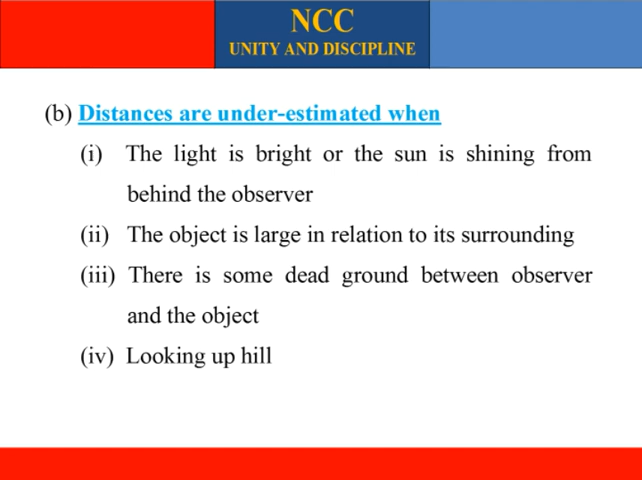 NCC
UNITY AND DISCIPLINE
(b) Distances are under-estimated when
(i) The light is bright or the sun is shining from
behind the observer
(ii) The object is large in relation to its surrounding
(iii) There is some dead ground between observer
and the object
(iv) Looking up hill